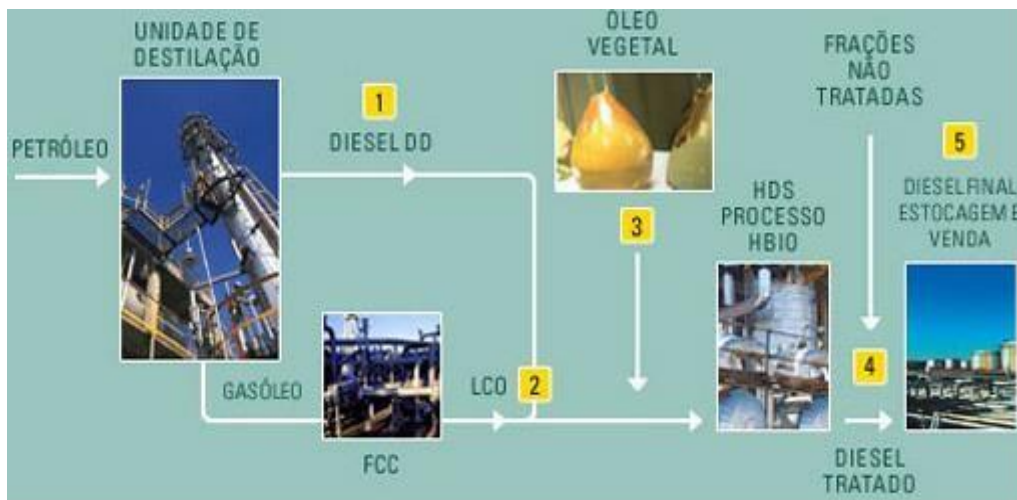 UNIDADE DE
DESTILAÇÃO
PETRÓLEO
1
DIESEL DD
ÓLEO
VEGETAL
3
FRAÇÕES
NÃO
TRATADAS
5
DIESEL FINAL
ESTOCAGEM E
VENDA
HDS
PROCESSO
HBIO
GASÓLEO
FCC
LCO
2
4
DIESEL
TRATADO